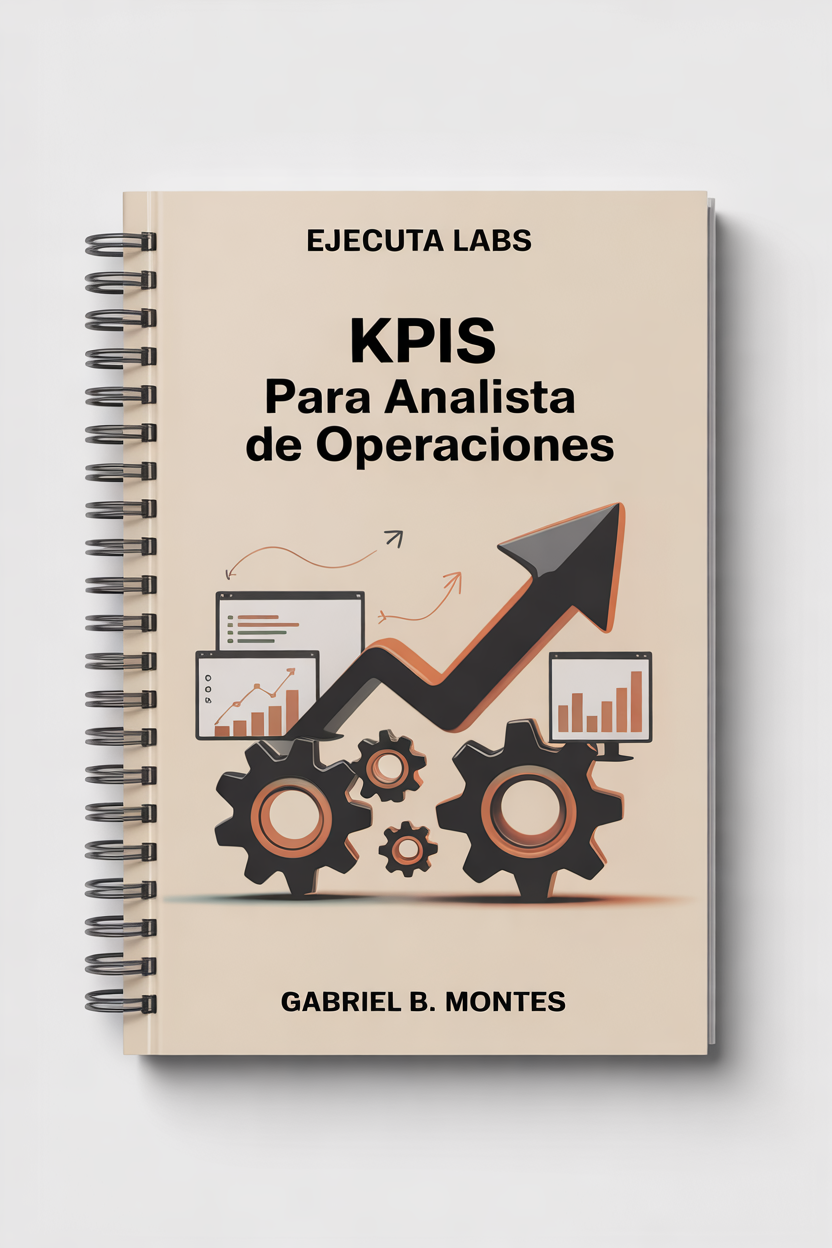 EJECUTA LABS
KPIS
Para Analista
de Operaciones
GABRIEL B. MONTES